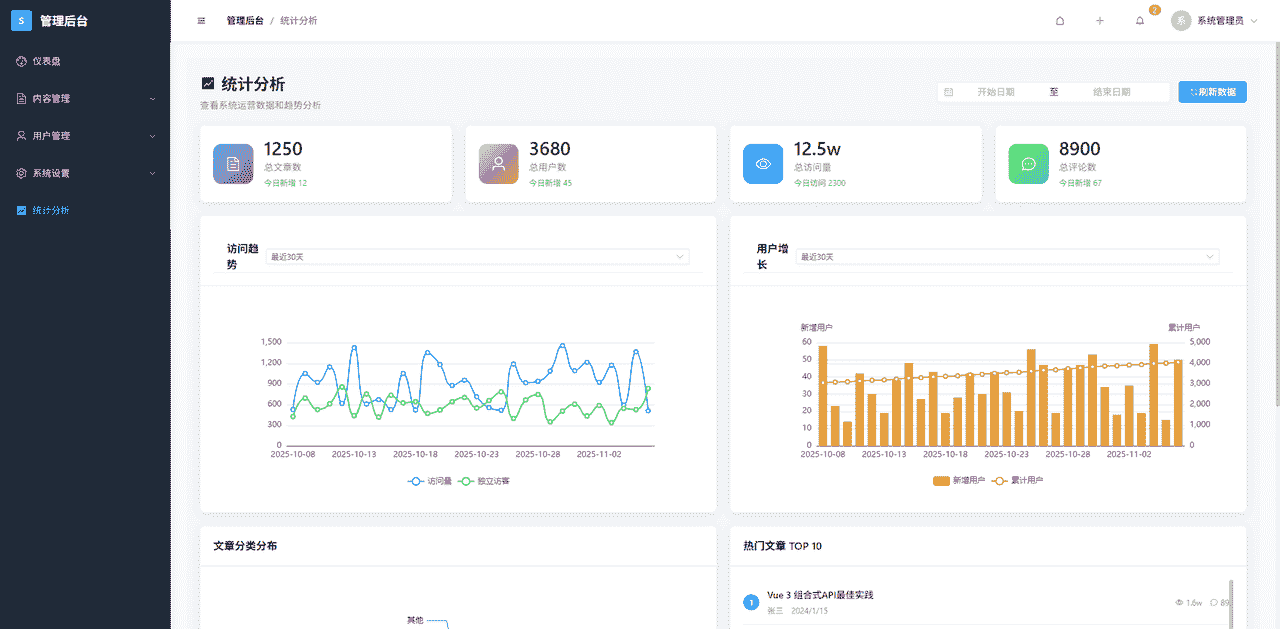 S 管理后台
仪表盘
内容管理
用户管理
系统设置
统计分析
管理后台 / 统计分析
2
系 系统管理员
统计分析
查看系统运营数据和趋势分析
开始日期 至 结束日期
刷新数据
1250
总文章数
今日新增 12
3680
总用户数
今日新增 45
12.5w
总访问量
今日访问 2300
8900
总评论数
今日新增 67
访问趋势
最近30天
1,500
1,200
900
600
300
0
2025-10-08 2025-10-13 2025-10-18 2025-10-23 2025-10-28 2025-11-02
访问量 独立访客
用户增长
最近30天
新增用户 累计用户
60 5,000
50 4,000
40 3,000
30 2,000
20 1,000
10 0
0
2025-10-08 2025-10-13 2025-10-18 2025-10-23 2025-10-28 2025-11-02
新增用户 累计用户
文章分类分布
其他
热门文章 TOP 10
1 Vue 3 组合式API最佳实践
张三 2024/1/15
1.6w 89